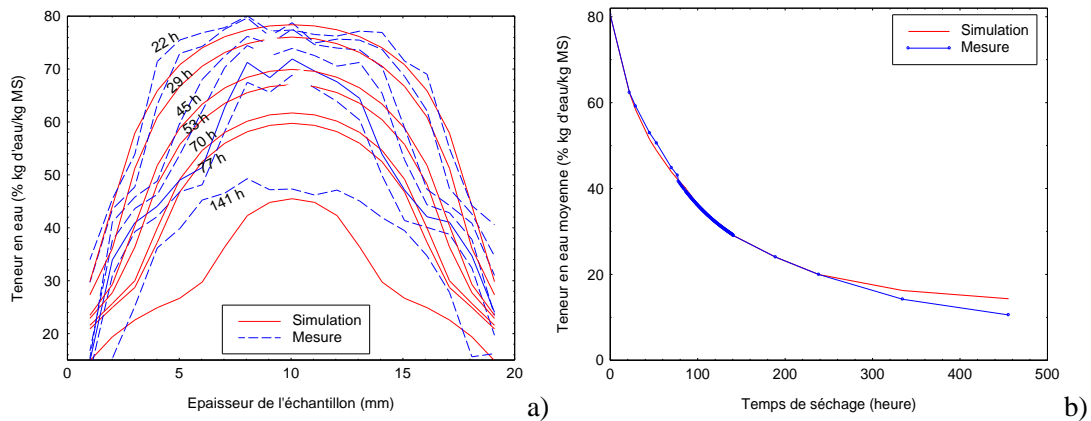 Teneur en eau (% kg d'eau/kg MS)
80
70
60
50
40
30
20
22 h
29 h
45 h
53 h
70 h
77 h
141 h
Simulation
Mesure
0
5
10
15
20
Epaisseur de l'échantillon (mm)
a)
Teneur en eau moyenne (% kg d'eau/kg MS)
80
60
40
20
0
Simulation
Mesure
0
100
200
300
400
500
Temps de séchage (heure)
b)